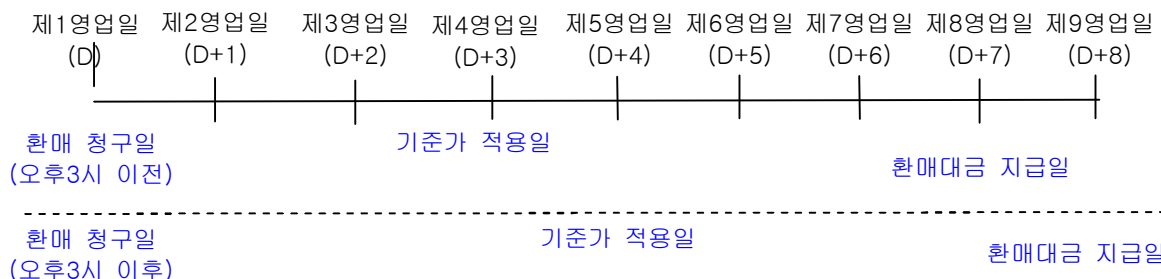 제1영업일 제2영업일 제3영업일 제4영업일 제5영업일 제6영업일 제7영업일 제8영업일 제9영업일
(D) (D+1) (D+2) (D+3) (D+4) (D+5) (D+6) (D+7) (D+8)
환매 청구일 기준가 적용일
(오후3시 이전) 환매대금 지급일
환매 청구일 기준가 적용일
(오후3시 이후) 환매대금 지급일